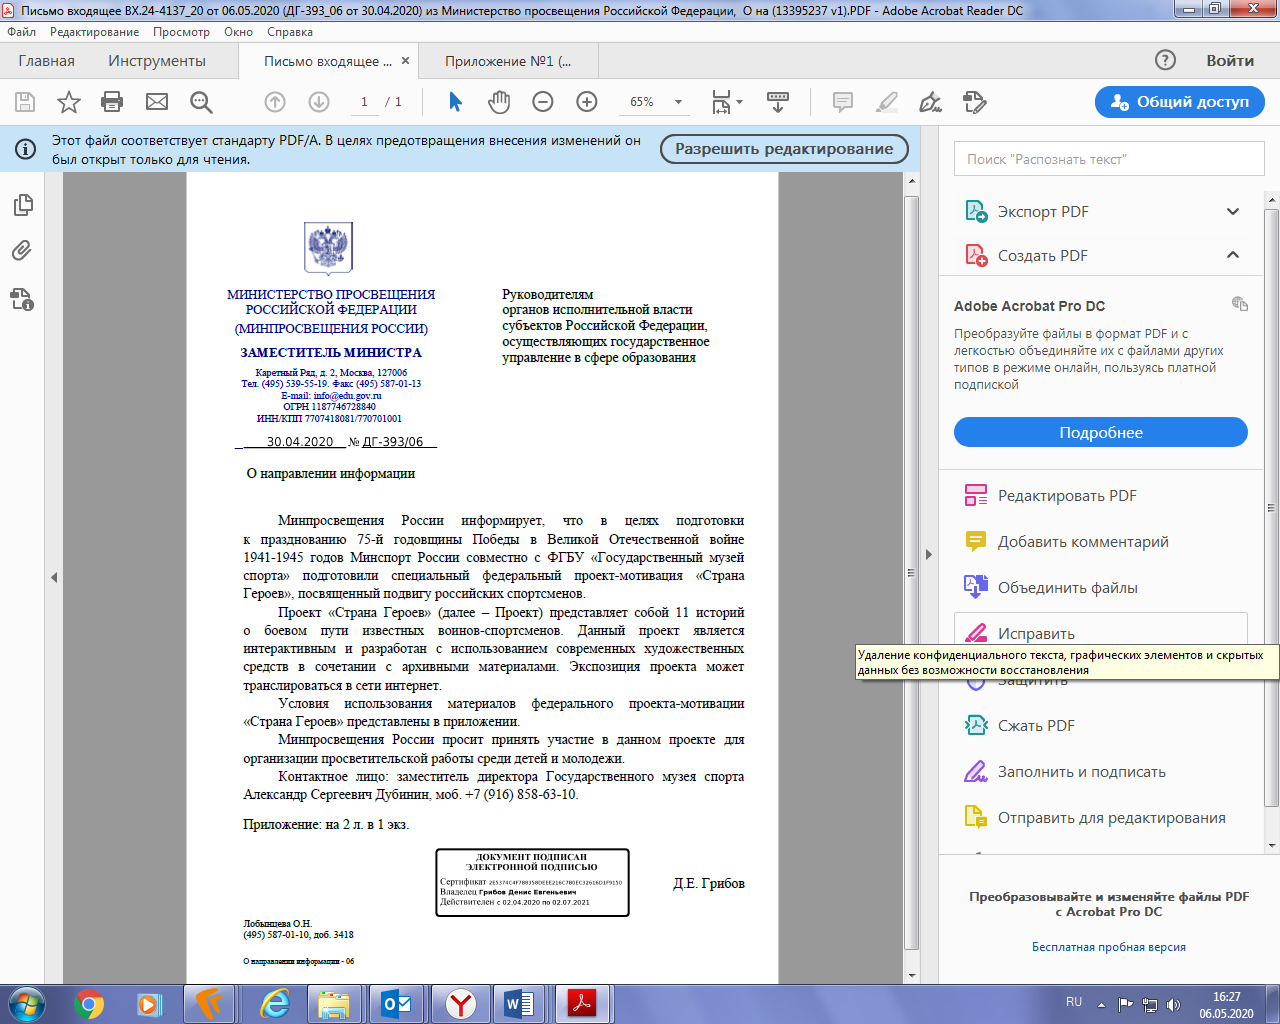 Письмо входящее ВХ.24-4137_20 от 06.05.2020 (ДГ-393_06 от 30.04.2020) из Министерство просвещения Российской Федерации, О на (13395237 v1).PDF - Adobe Acrobat Reader DC
Файл Редактирование Просмотр Окно Справка
Главная Инструменты Письмо входящее ... × Приложение №1 (... Войти
1 / 1 65% Общий доступ
Этот файл соответствует стандарту PDF/A. В целях предотвращения внесения изменений он
был открыт только для чтения.
Разрешить редактирование
МИНИСТЕРСТВО ПРОСВЕЩЕНИЯ
РОССИЙСКОЙ ФЕДЕРАЦИИ
(МИНПРОСВЕЩЕНИЯ РОССИИ)
ЗАМЕСТИТЕЛЬ МИНИСТРА
Каретный Ряд, д. 2, Москва, 127006
Тел. (495) 539-55-19. Факс (495) 587-01-13
E-mail: info@edu.gov.ru
ОГРН 1187746728840
ИНН/КПП 7707418081/770701001
30.04.2020 № ДГ-393/06
Руководителям
органов исполнительной власти
субъектов Российской Федерации,
осуществляющих государственное
управление в сфере образования
О направлении информации
Минпросвещения России информирует, что в целях подготовки
к празднованию 75-й годовщины Победы в Великой Отечественной войне
1941-1945 годов Минспорт России совместно с ФГБУ «Государственный музей
спорта» подготовили специальный федеральный проект-мотивация «Страна
Героев», посвященный подвигу российских спортсменов.
Проект «Страна Героев» (далее – Проект) представляет собой 11 историй
о боевом пути известных воинов-спортсменов. Данный проект является
интерактивным и разработан с использованием современных художественных
средств в сочетании с архивными материалами. Экспозиция проекта может
транслироваться в сети интернет.
Условия использования материалов федерального проекта-мотивации
«Страна Героев» представлены в приложении.
Минпросвещения России просит принять участие в данном проекте для
организации просветительской работы среди детей и молодежи.
Контактное лицо: заместитель директора Государственного музея спорта
Александр Сергеевич Дубинин, моб. +7 (916) 858-63-10.
Приложение: на 2 л. в 1 экз.
ДОКУМЕНТ ПОДПИСАН
ЭЛЕКТРОННОЙ ПОДПИСЬЮ
Сертификат
Владелец Грибов Денис Евгеньевич
Действителен с 02.04.2020 по 02.07.2021
Д.Е. Грибов
Лобынцева О.Н.
(495) 587-01-10, доб. 3418
О направлении информации - 06
Поиск "Распознать текст"
Экспорт PDF
Создать PDF
Adobe Acrobat Pro DC
Преобразуйте файлы в формат PDF и с
легкостью объединяйте их с файлами других
типов в режиме онлайн, пользуясь платной
подпиской
Подробнее
Редактировать PDF
Добавить комментарий
Объединить файлы
Исправить
Удаление конфиденциального текста, графических элементов и скрытых
данных без возможности восстановления
Защитить
Сжать PDF
Заполнить и подписать
Отправить для редактирования
Преобразовывайте и изменяйте файлы PDF
с Acrobat Pro DC
Бесплатная пробная версия
RU
16:27
06.05.2020